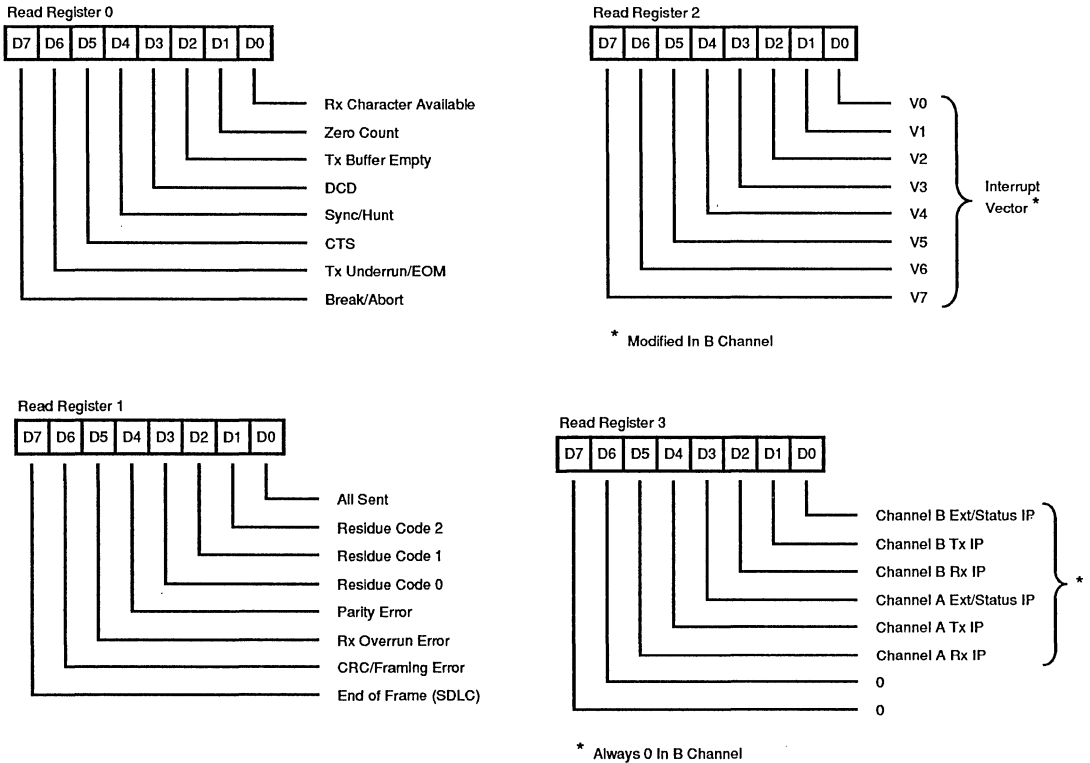 Read Register 0
D7 D6 D5 D4 D3 D2 D1 D0
Rx Character Available
Zero Count
Tx Buffer Empty
DCD
Sync/Hunt
CTS
Tx Underrun/EOM
Break/Abort
Read Register 2
D7 D6 D5 D4 D3 D2 D1 D0
V0
V1
V2
V3
V4
V5
V6
V7
Interrupt
Vector *
* Modified In B Channel
Read Register 1
D7 D6 D5 D4 D3 D2 D1 D0
All Sent
Residue Code 2
Residue Code 1
Residue Code 0
Parity Error
Rx Overrun Error
CRC/Framing Error
End of Frame (SDLC)
Read Register 3
D7 D6 D5 D4 D3 D2 D1 D0
Channel B Ext/Status IP
Channel B Tx IP
Channel B Rx IP
Channel A Ext/Status IP
Channel A Tx IP
Channel A Rx IP
0
0
*
* Always 0 In B Channel